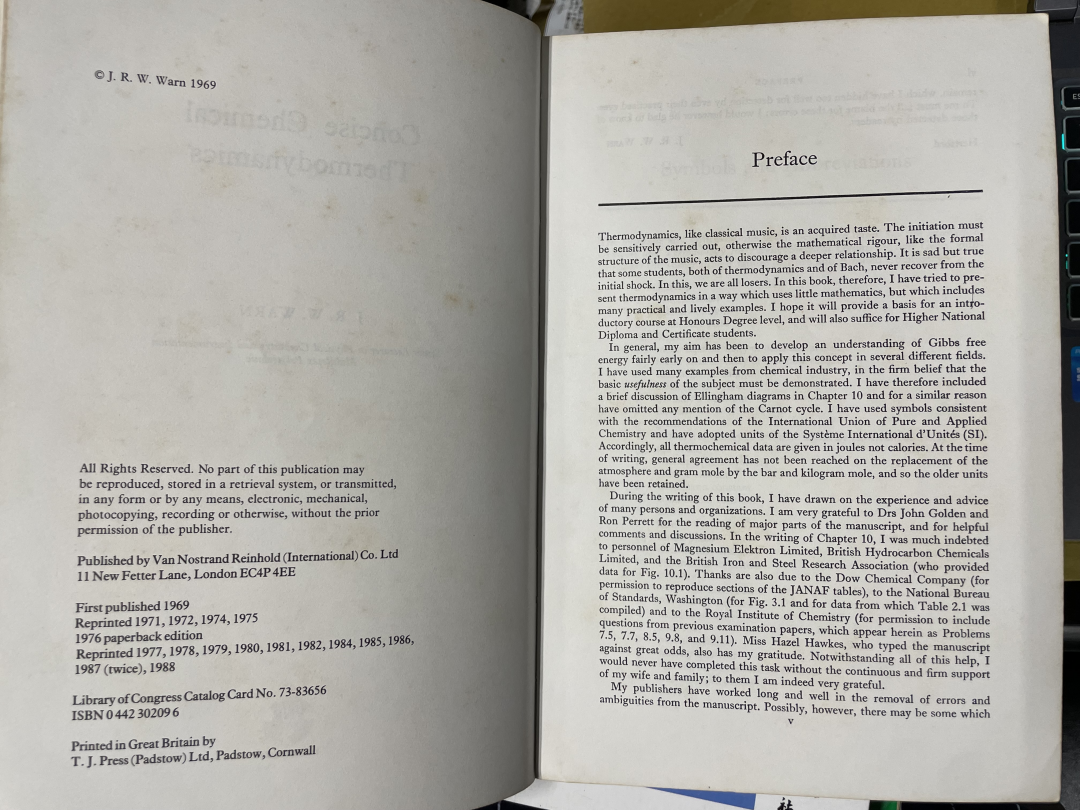 © J. R. W. Warn 1969
All Rights Reserved. No part of this publication may
be reproduced, stored in a retrieval system, or transmitted,
in any form or by any means, electronic, mechanical,
photocopying, recording or otherwise, without the prior
permission of the publisher.
Published by Van Nostrand Reinhold (International) Co. Ltd
11 New Fetter Lane, London EC4P 4EE
First published 1969
Reprinted 1971, 1972, 1974, 1975
1976 paperback edition
Reprinted 1977, 1978, 1979, 1980, 1981, 1982, 1984, 1985, 1986,
1987 (twice), 1988
Library of Congress Catalog Card No. 73-83656
ISBN 0 442 30209 6
Printed in Great Britain by
T. J. Press (Padstow) Ltd, Padstow, Cornwall
Preface
Thermodynamics, like classical music, is an acquired taste. The initiation must
be sensitively carried out, otherwise the mathematical rigour, like the formal
structure of the music, acts to discourage a deeper relationship. It is sad but true
that some students, both of thermodynamics and of Bach, never recover from the
initial shock. In this, we are all losers. In this book, therefore, I have tried to pre-
sent thermodynamics in a way which uses little mathematics, but which includes
many practical and lively examples. I hope it will provide a basis for an intro-
ductory course at Honours Degree level, and will also suffice for Higher National
Diploma and Certificate students.
In general, my aim has been to develop an understanding of Gibbs free
energy fairly early on and then to apply this concept in several different fields.
I have used many examples from chemical industry, in the firm belief that the
basic usefulness of the subject must be demonstrated. I have therefore included
a brief discussion of Ellingham diagrams in Chapter 10 and for a similar reason
have omitted any mention of the Carnot cycle. I have used symbols consistent
with the recommendations of the International Union of Pure and Applied
Chemistry and have adopted units of the Système International d'Unités (SI).
Accordingly, all thermochemical data are given in joules not calories. At the time
of writing, general agreement has not been reached on the replacement of the
atmosphere and gram mole by the bar and kilogram mole, and so the older units
have been retained.
During the writing of this book, I have drawn on the experience and advice
of many persons and organizations. I am very grateful to Drs John Golden and
Ron Perrett for the reading of major parts of the manuscript, and for helpful
comments and discussions. In the writing of Chapter 10, I was much indebted
to personnel of Magnesium Elektron Limited, British Hydrocarbon Chemicals
Limited, and the British Iron and Steel Research Association (who provided
data for Fig. 10.1). Thanks are also due to the Dow Chemical Company (for
permission to reproduce sections of the JANAF tables), to the National Bureau
of Standards, Washington (for Fig. 3.1 and for data from which Table 2.1 was
compiled) and to the Royal Institute of Chemistry (for permission to include
questions from previous examination papers, which appear herein as Problems
7.5, 7.7, 8.5, 9.8, and 9.11). Miss Hazel Hawkes, who typed the manuscript
against great odds, also has my gratitude. Notwithstanding all of this help, I
would never have completed this task without the continuous and firm support
of my wife and family; to them I am indeed very grateful.
My publishers have worked long and well in the removal of errors and
ambiguities from the manuscript. Possibly, however, there may be some which
v